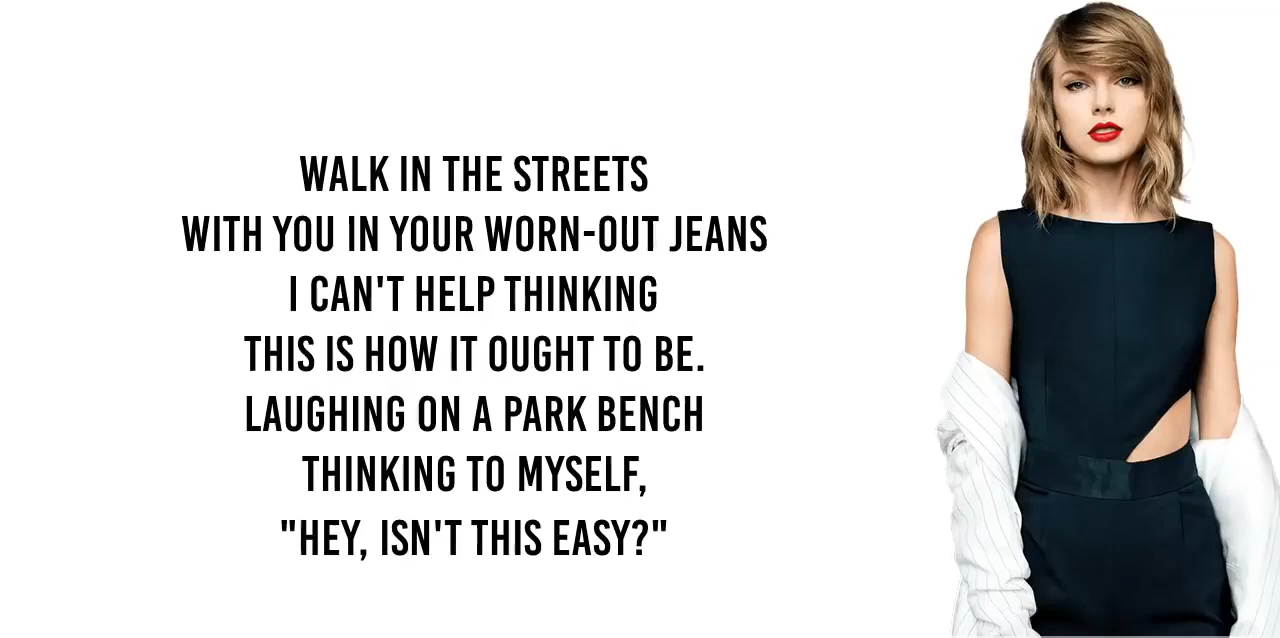 WALK IN THE STREETS
WITH YOU IN YOUR WORN-OUT JEANS
I CAN'T HELP THINKING
THIS IS HOW IT OUGHT TO BE.
LAUGHING ON A PARK BENCH
THINKING TO MYSELF,
"HEY, ISN'T THIS EASY?"